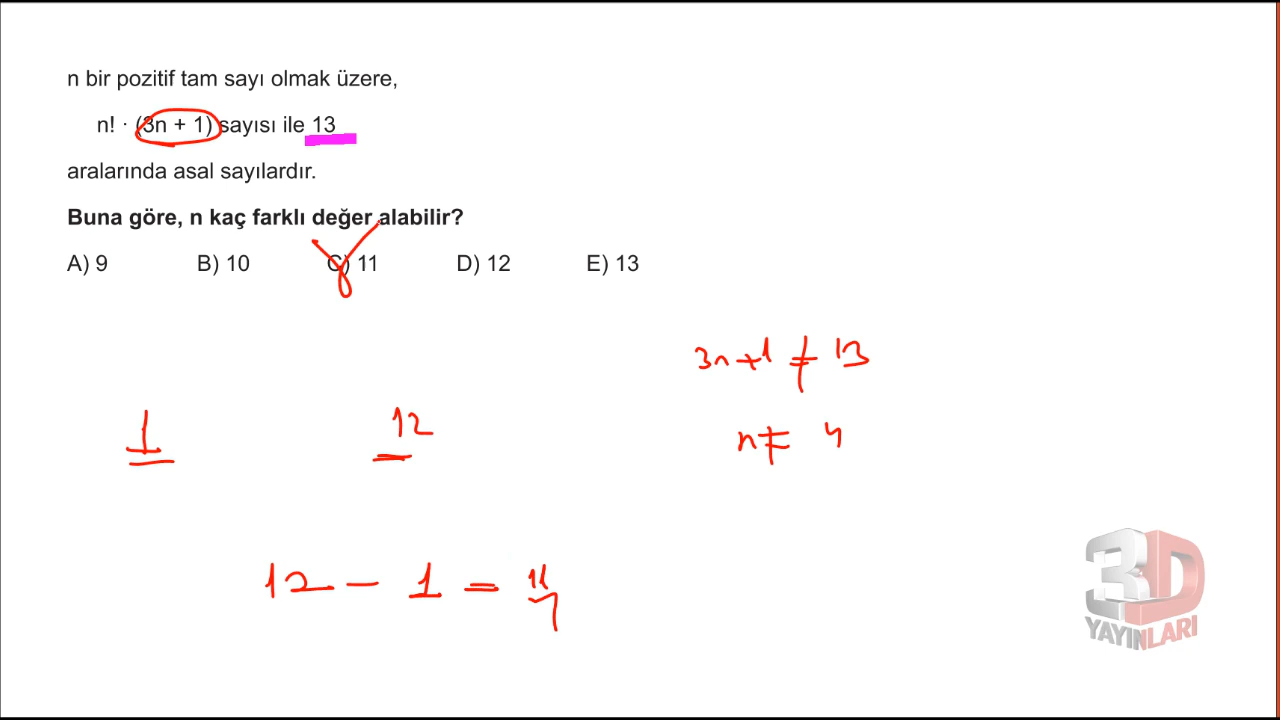 n bir pozitif tam sayı olmak üzere,
n! · (3n + 1) sayısı ile 13
aralarında asal sayılardır.
Buna göre, n kaç farklı değer alabilir?
A) 9 B) 10 C) 11 D) 12 E) 13
3n+1 ≠ 13
1 12 n ≠ 4
12 - 1 = 11
3D
YAYINLARI